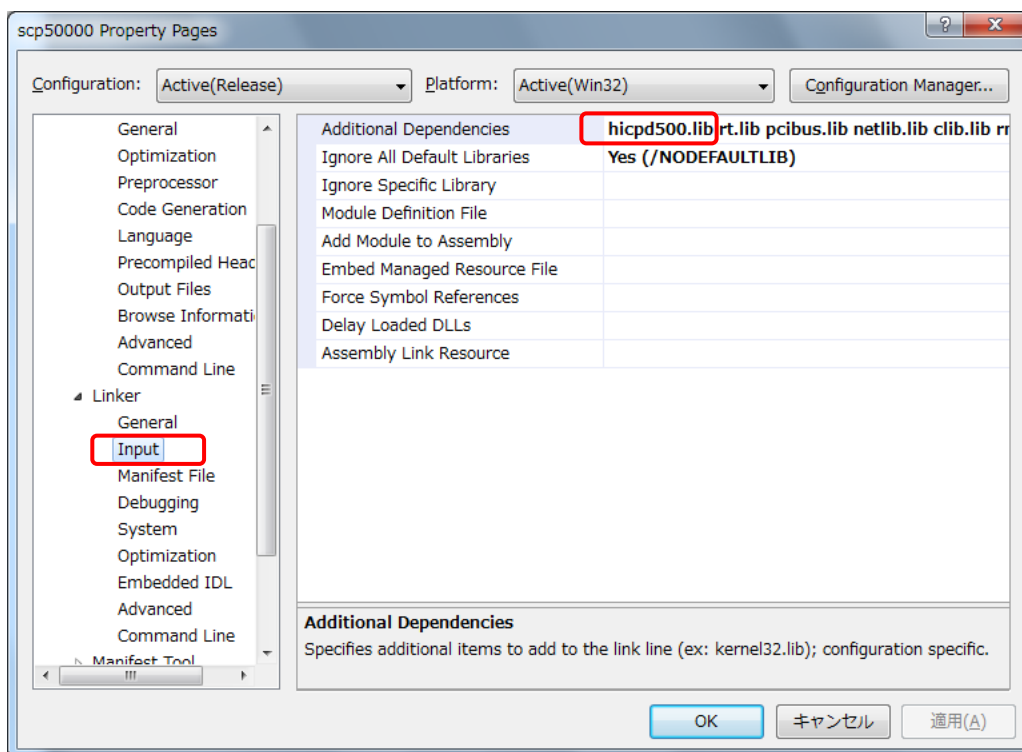 scp50000 Property Pages
Configuration: Active(Release) Platform: Active(Win32) Configuration Manager...
General
Optimization
Preprocessor
Code Generation
Language
Precompiled Head
Output Files
Browse Informati
Advanced
Command Line
Linker
General
Input
Manifest File
Debugging
System
Optimization
Embedded IDL
Advanced
Command Line
Manifest Tool
Additional Dependencies hicpd500.lib rt.lib pcibus.lib netlib.lib clib.lib
Ignore All Default Libraries Yes (/NODEFAULTLIB)
Ignore Specific Library
Module Definition File
Add Module to Assembly
Embed Managed Resource File
Force Symbol References
Delay Loaded DLLs
Assembly Link Resource
Additional Dependencies
Specifies additional items to add to the link line (ex: kernel32.lib); configuration specific.
OK キャンセル 適用(A)